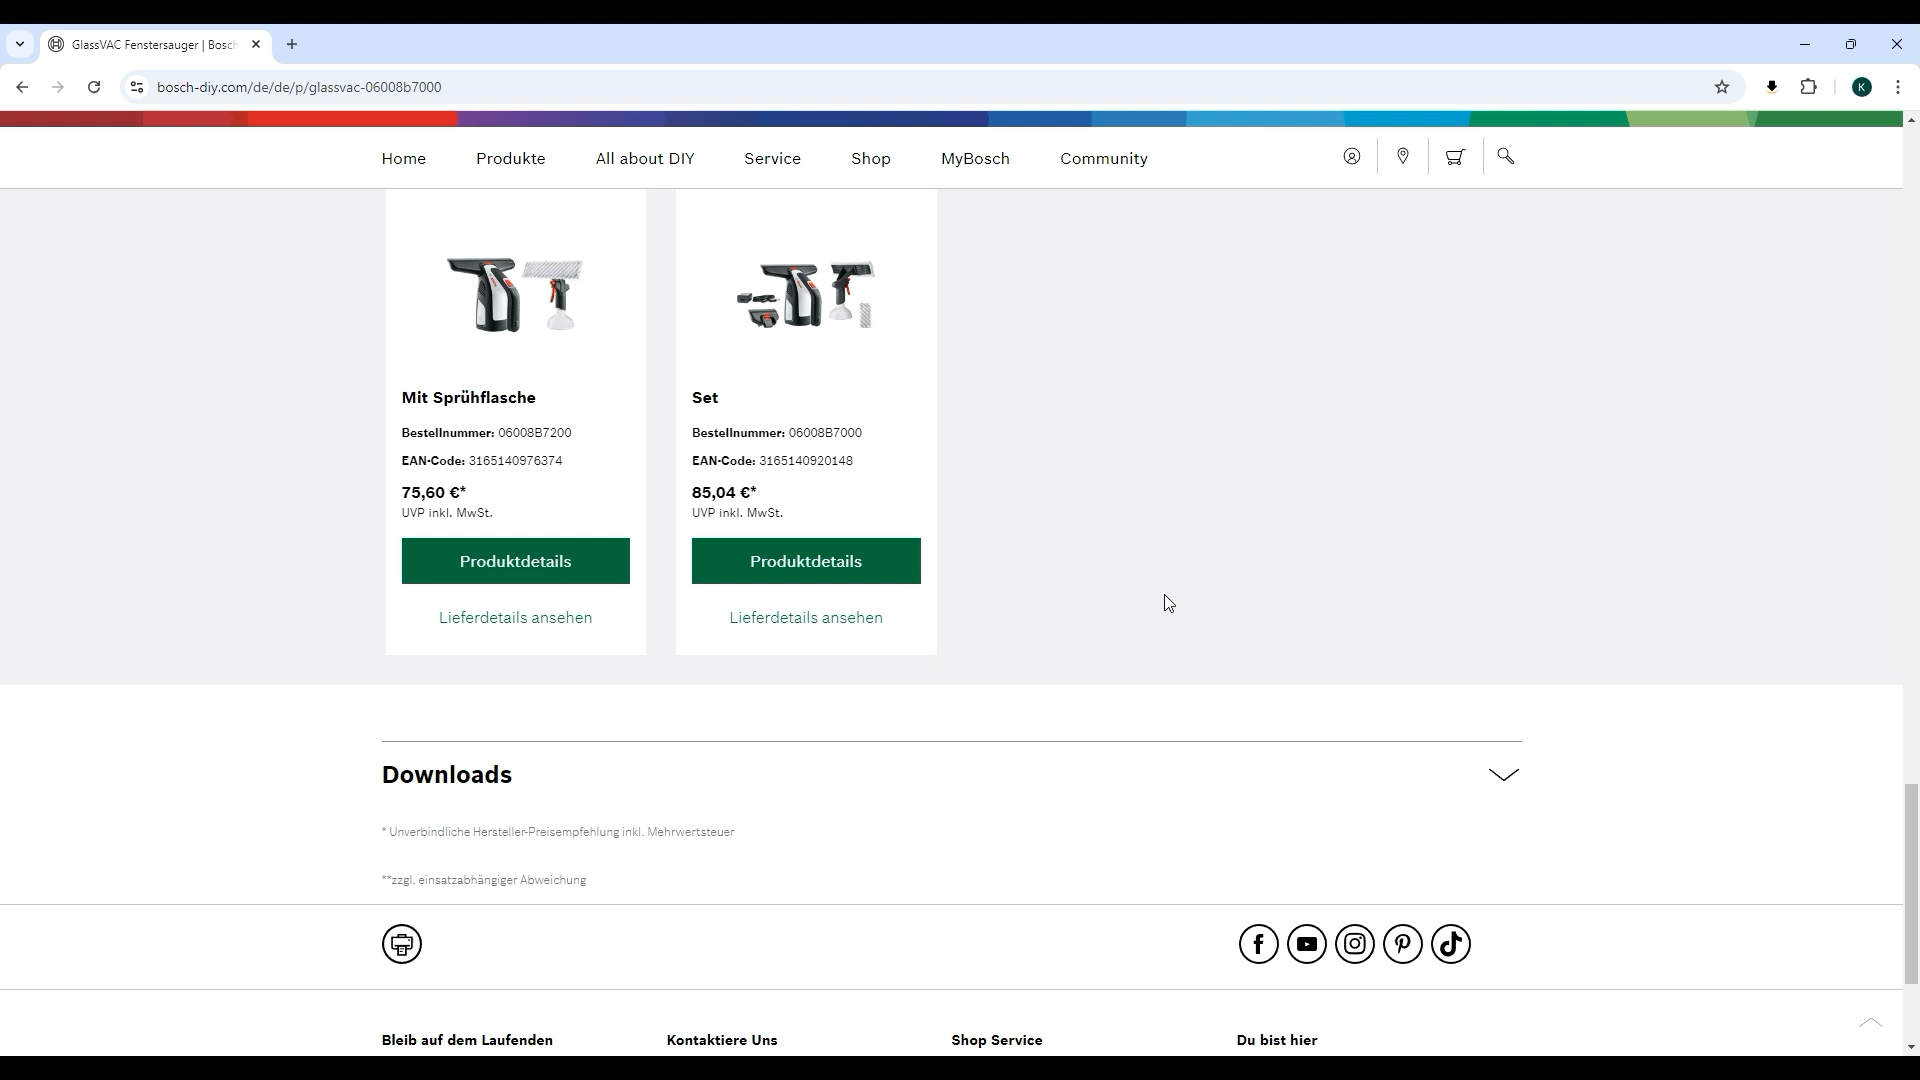 GlassVAC Fenstersauger | Bosch
bosch-diy.com/de/de/p/glassvac-06008b7000
K
Home Produkte All about DIY Service Shop MyBosch Community
Mit Sprühflasche
Bestellnummer: 06008B7200
EAN-Code: 3165140976374
75,60 €*
UVP inkl. MwSt.
Produktdetails
Lieferdetails ansehen
Set
Bestellnummer: 06008B7000
EAN-Code: 3165140920148
85,04 €*
UVP inkl. MwSt.
Produktdetails
Lieferdetails ansehen
Downloads
* Unverbindliche Hersteller-Preisempfehlung inkl. Mehrwertsteuer
**zzgl. einsatzabhängiger Abweichung
Bleib auf dem Laufenden Kontaktiere Uns Shop Service Du bist hier